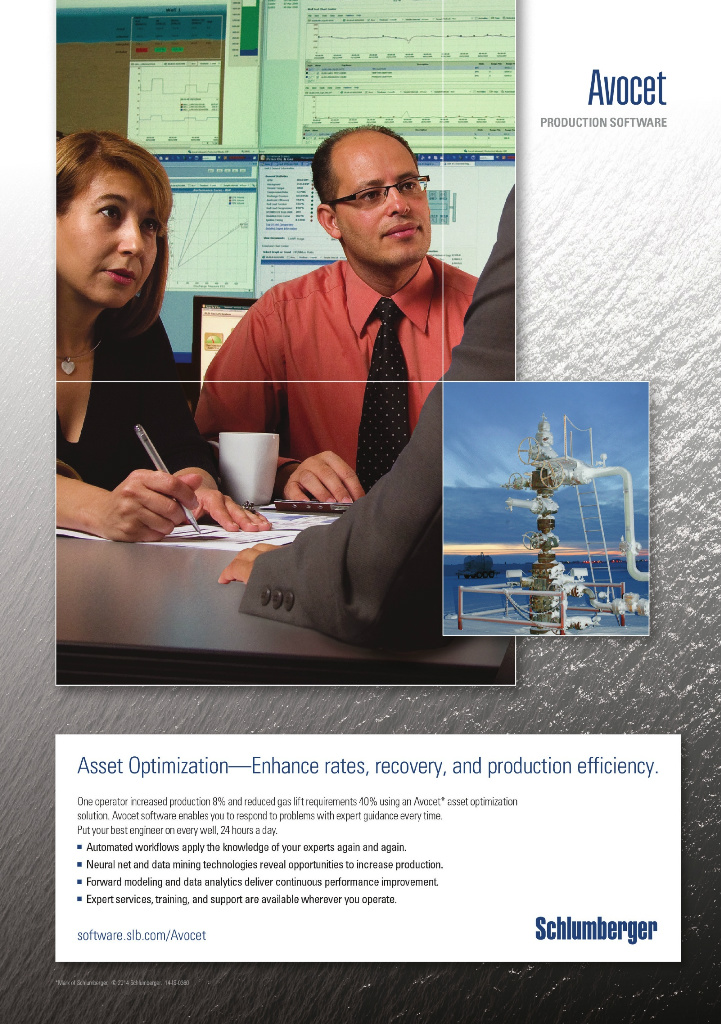 Avocet
PRODUCTION SOFTWARE
Asset Optimization—Enhance rates, recovery, and production efficiency.
One operator increased production 8% and reduced gas lift requirements 40% using an Avocet* asset optimization
solution. Avocet software enables you to respond to problems with expert guidance every time.
Put your best engineer on every well, 24 hours a day.
■ Automated workflows apply the knowledge of your experts again and again.
■ Neural net and data mining technologies reveal opportunities to increase production.
■ Forward modeling and data analytics deliver continuous performance improvement.
■ Expert services, training, and support are available wherever you operate.
software.slb.com/Avocet
Schlumberger
*Mark of Schlumberger. © 2014 Schlumberger. 14-IS-0360